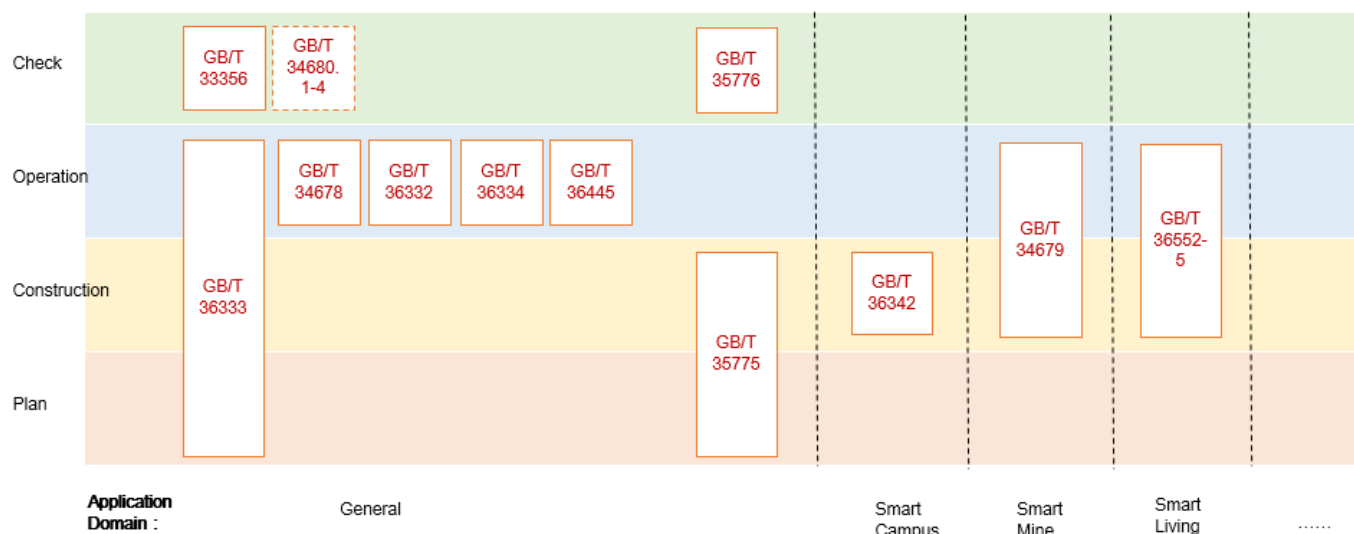 Check
GB/T
33356
GB/T
34680.
1-4
GB/T
35776
Operation
GB/T
34678
GB/T
36332
GB/T
36334
GB/T
36445
GB/T
36333
GB/T
34679
GB/T
36552-
5
Construction
GB/T
36342
GB/T
35775
Plan
Application
Domain :
General
Smart
Campus
Smart
Mine
Smart
Living
......